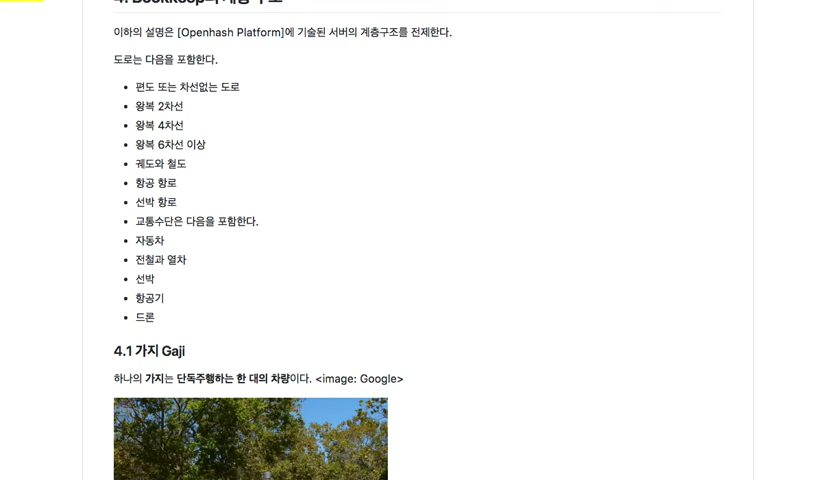 이하의 설명은 [Openhash Platform]에 기술된 서버의 계층구조를 전제한다.
도로는 다음을 포함한다.
편도 또는 차선없는 도로
왕복 2차선
왕복 4차선
왕복 6차선 이상
궤도와 철도
항공 항로
선박 항로
교통수단은 다음을 포함한다.
자동차
전철과 열차
선박
항공기
드론
4.1 가지 Gaji
하나의 가지는 단독주행하는 한 대의 차량이다. <image: Google>